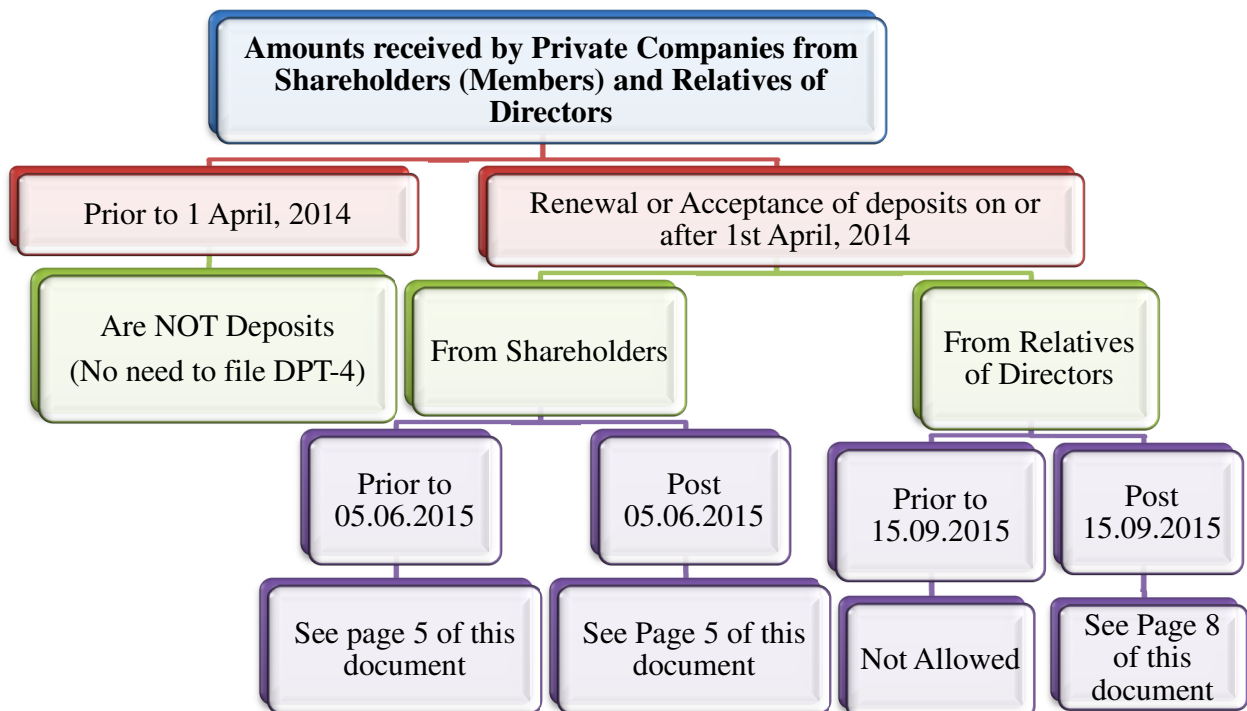 Amounts received by Private Companies from
Shareholders (Members) and Relatives of
Directors
Prior to 1 April, 2014
Renewal or Acceptance of deposits on or
after 1st April, 2014
Are NOT Deposits
(No need to file DPT-4)
From Shareholders
From Relatives
of Directors
Prior to
05.06.2015
Post
05.06.2015
Prior to
15.09.2015
Post
15.09.2015
See page 5 of this
document
See Page 5 of this
document
Not Allowed
See Page 8
of this
document